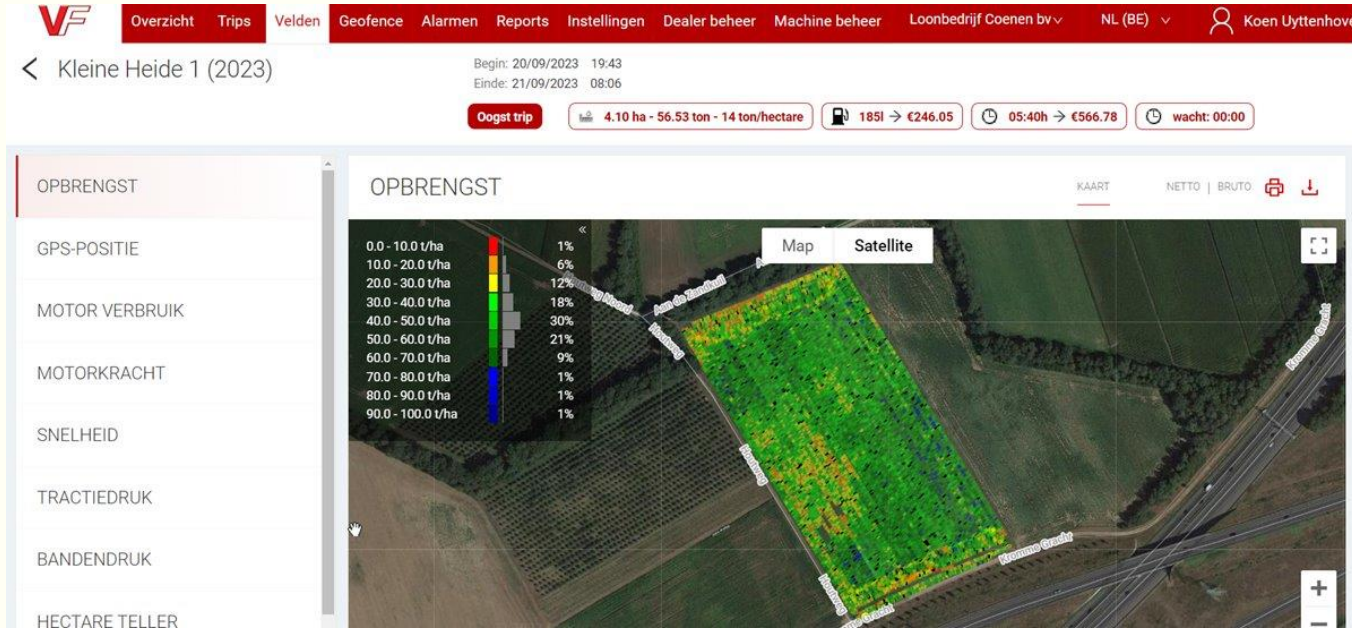 VF Overzicht Trips Velden Geofence Alarmen Reports Instellingen Dealer beheer Machine beheer Loonbedrijf Coenen bv NL (BE) Koen Uyttenhove
Kleine Heide 1 (2023)
Begin: 20/09/2023 19:43
Einde: 21/09/2023 08:06
Oogst trip 4.10 ha - 56.53 ton - 14 ton/hectare 185l → €246.05 05:40h → €566.78 wacht: 00:00
OPBRENGST
GPS-POSITIE
MOTOR VERBRUIK
MOTORKRACHT
SNELHEID
TRACTIEDRUK
BANDENDRUK
HECTARE TELLER
OPBRENGST
KAART NETTO | BRUTO
0.0 - 10.0 t/ha 1%
10.0 - 20.0 t/ha 6%
20.0 - 30.0 t/ha 12%
30.0 - 40.0 t/ha 18%
40.0 - 50.0 t/ha 30%
50.0 - 60.0 t/ha 21%
60.0 - 70.0 t/ha 9%
70.0 - 80.0 t/ha 1%
80.0 - 90.0 t/ha 1%
90.0 - 100.0 t/ha 1%
Map Satellite
Noord
Aan de Zandkuil
Houtweg
Houtweg
Houtweg
Kromme Gracht
Kromme Gracht
Gracht